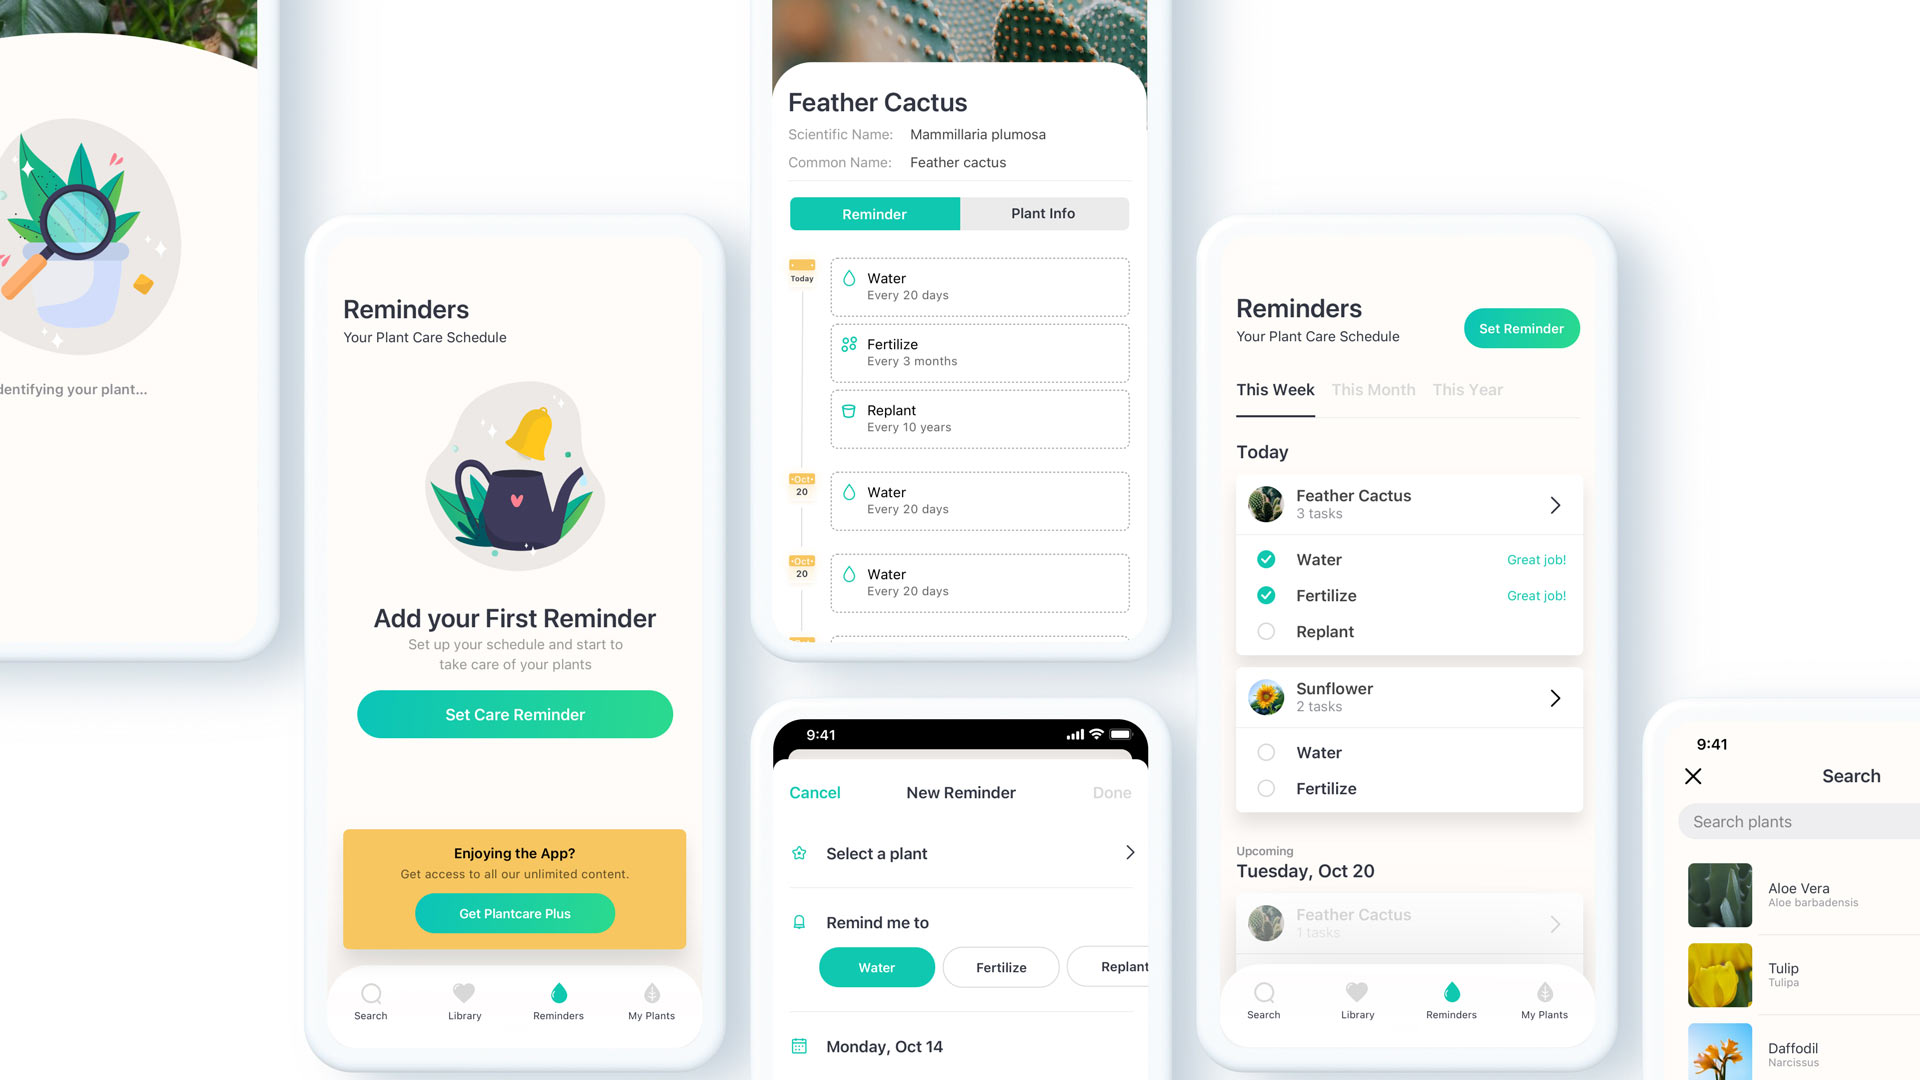 identifying your plant...
Reminders
Your Plant Care Schedule
Add your First Reminder
Set up your schedule and start to
take care of your plants
Set Care Reminder
Enjoying the App?
Get access to all our unlimited content.
Get Plantcare Plus
Search
Library
Reminders
My Plants
Feather Cactus
Scientific Name: Mammillaria plumosa
Common Name: Feather cactus
Reminder
Plant Info
Today
Water
Every 20 days
Fertilize
Every 3 months
Replant
Every 10 years
Oct
20
Water
Every 20 days
Oct
20
Water
Every 20 days
9:41
Cancel
New Reminder
Done
Select a plant
Remind me to
Water
Fertilize
Replant
Monday, Oct 14
Reminders
Your Plant Care Schedule
Set Reminder
This Week
This Month
This Year
Today
Feather Cactus
3 tasks
Water
Great job!
Fertilize
Great job!
Replant
Sunflower
2 tasks
Water
Fertilize
Upcoming
Tuesday, Oct 20
Feather Cactus
1 tasks
Search
Library
Reminders
My Plants
9:41
Search
Search plants
Aloe Vera
Aloe barbadensis
Tulip
Tulipa
Daffodil
Narcissus